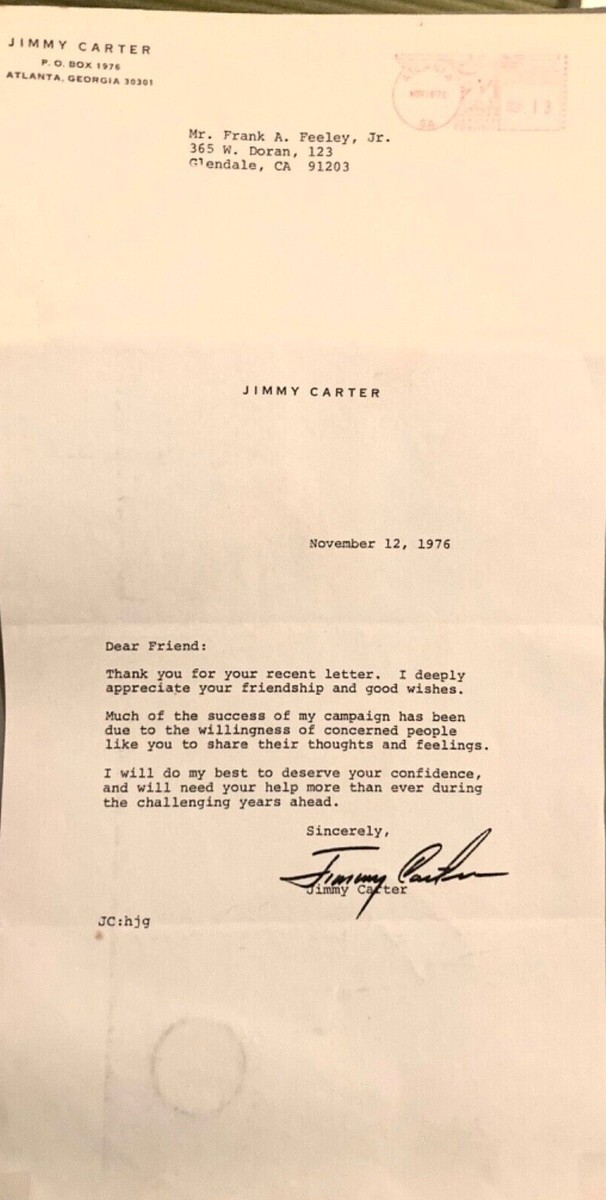 JIMMY CARTER
P. O. BOX 1976
ATLANTA, GEORGIA 30301
13
GA
Mr. Frank A. Feeley, Jr.
365 W. Doran, 123
Glendale, CA 91203
JIMMY CARTER
November 12, 1976
Dear Friend:
Thank you for your recent letter. I deeply
appreciate your friendship and good wishes.
Much of the success of my campaign has been
due to the willingness of concerned people
like you to share their thoughts and feelings.
I will do my best to deserve your confidence,
and will need your help more than ever during
the challenging years ahead.
Sincerely,
Jimmy Carter
Jimmy Carter
JC:hjg